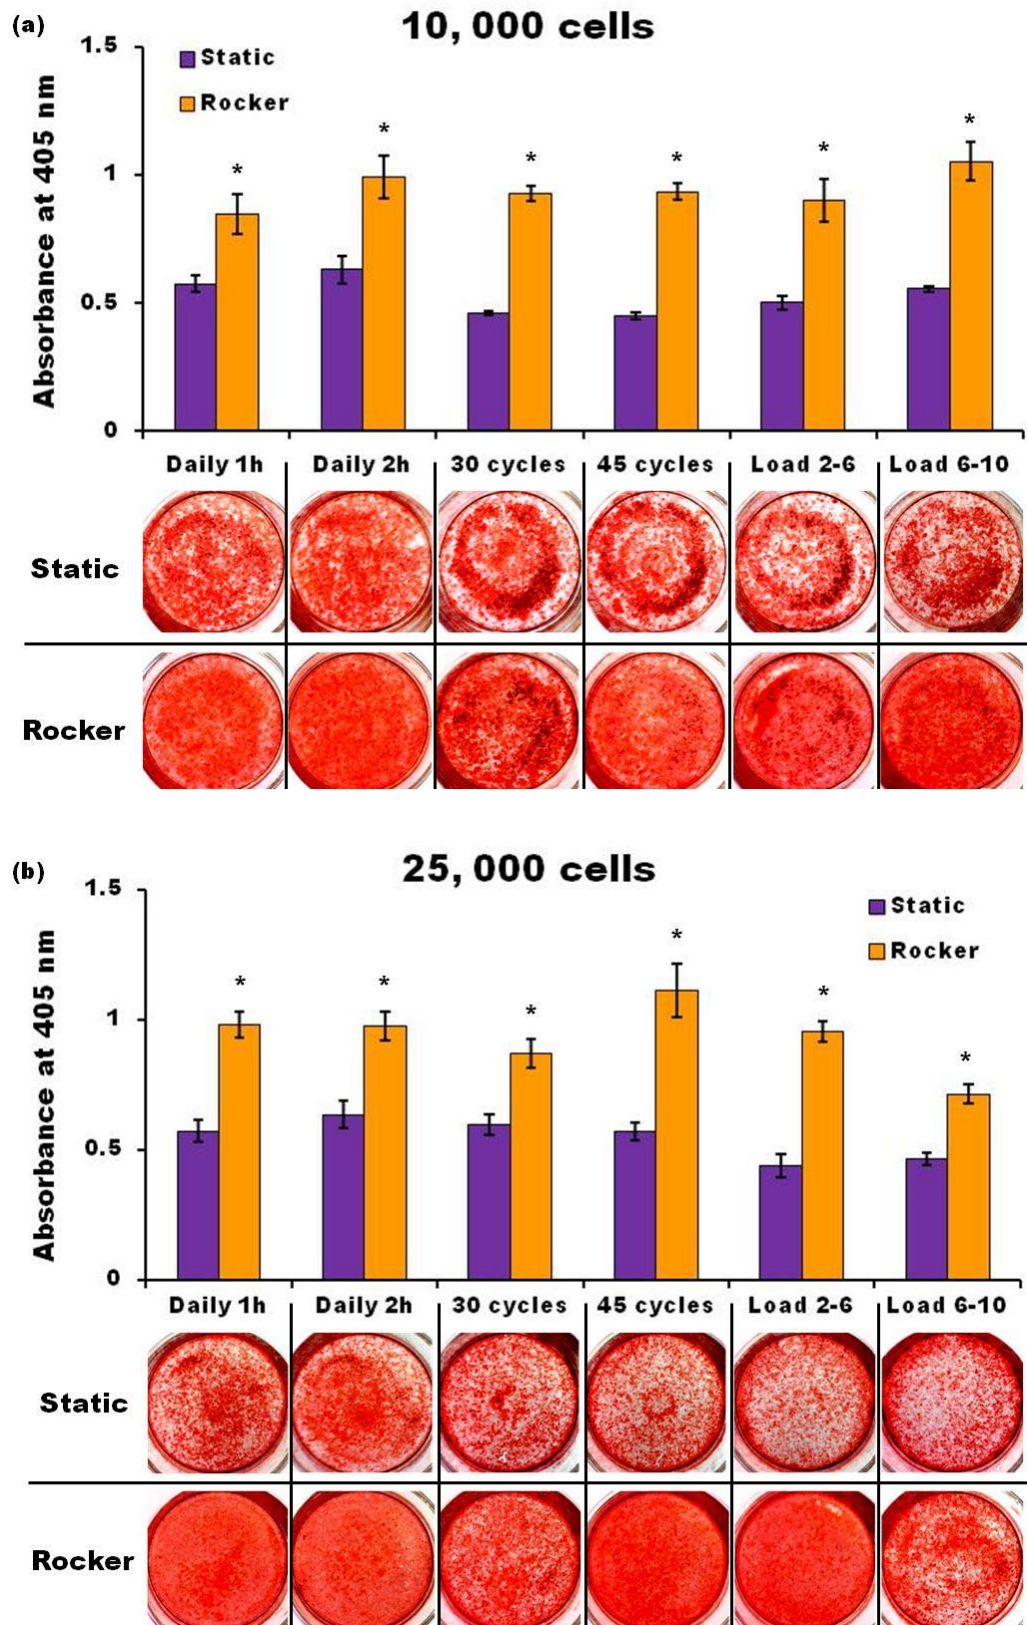 (a)
10, 000 cells
1.5
Static
Rocker
Absorbance at 405 nm
* * * * * *
1
0.5
0
Daily 1h Daily 2h 30 cycles 45 cycles Load 2-6 Load 6-10
Static
Rocker
(b)
25, 000 cells
1.5
Static
Rocker
Absorbance at 405 nm
* * * * * *
1
0.5
0
Daily 1h Daily 2h 30 cycles 45 cycles Load 2-6 Load 6-10
Static
Rocker